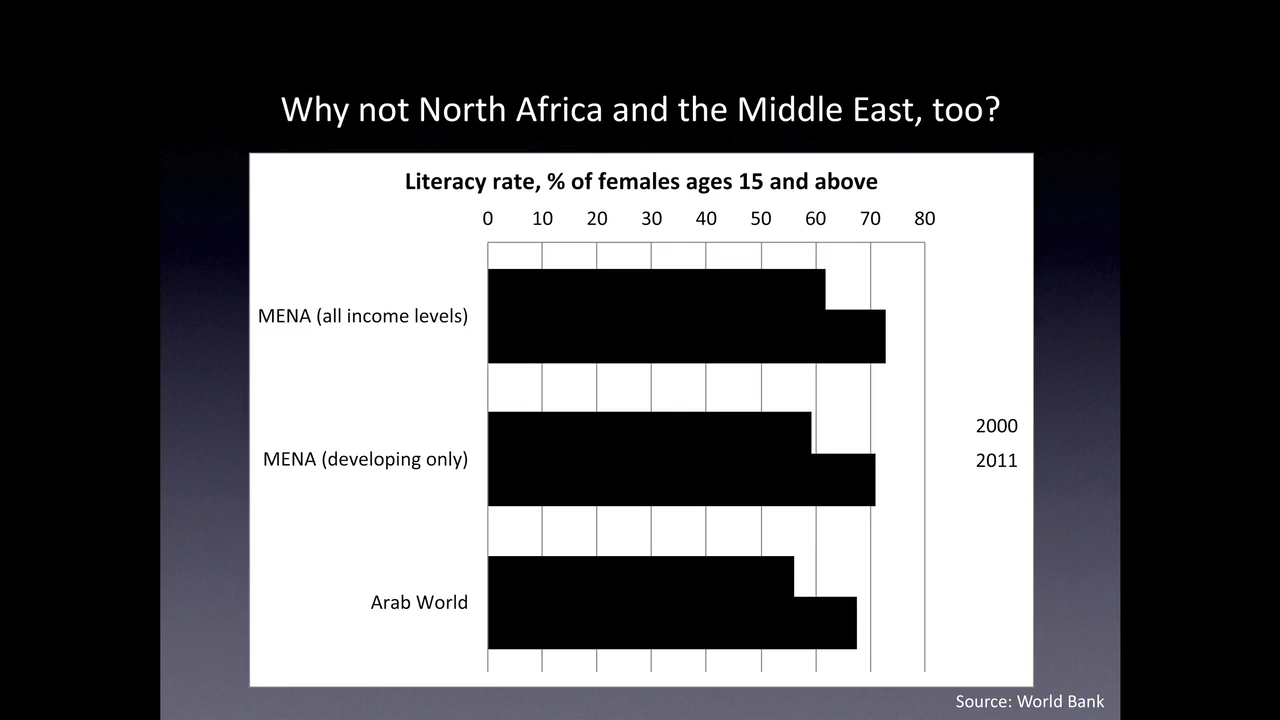 Why not North Africa and the Middle East, too?
Literacy rate, % of females ages 15 and above
0 10 20 30 40 50 60 70 80
MENA (all income levels)
MENA (developing only)
Arab World
2000
2011
Source: World Bank